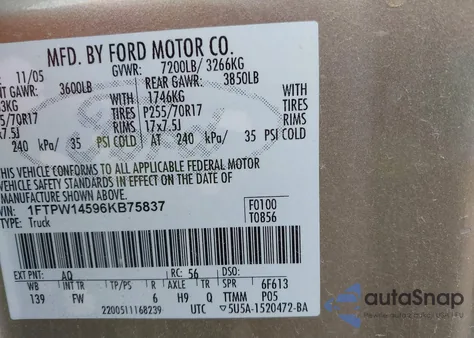 MFD. BY FORD MOTOR CO.
11/05 GVWR: 7200LB/ 3266KG
GAWR: 3600LB REAR GAWR: 3850LB
3KG WITH 1746KG WITH
TIRES P255/70R17 TIRES
/70R17 RIMS 17x7.5J RIMS
7.5J
240 kPa/ 35 PSI COLD AT 240 kPa/ 35 PSI COLD
THIS VEHICLE CONFORMS TO ALL APPLICABLE FEDERAL MOTOR
VEHICLE SAFETY STANDARDS IN EFFECT ON THE DATE OF
MANUFACTURE SHOWN ABOVE.
VIN: 1FTPW14596KB75837 F0100
TYPE: Truck T0856
EXT PNT: AQ RC: 56 DSO:
WB INT TR TP/PS R AXLE TR SPR 6F613
139 FW 6 H9 Q TTMM P05
2200511168239 UTC 5U5A-1520472-BA
autoSnap